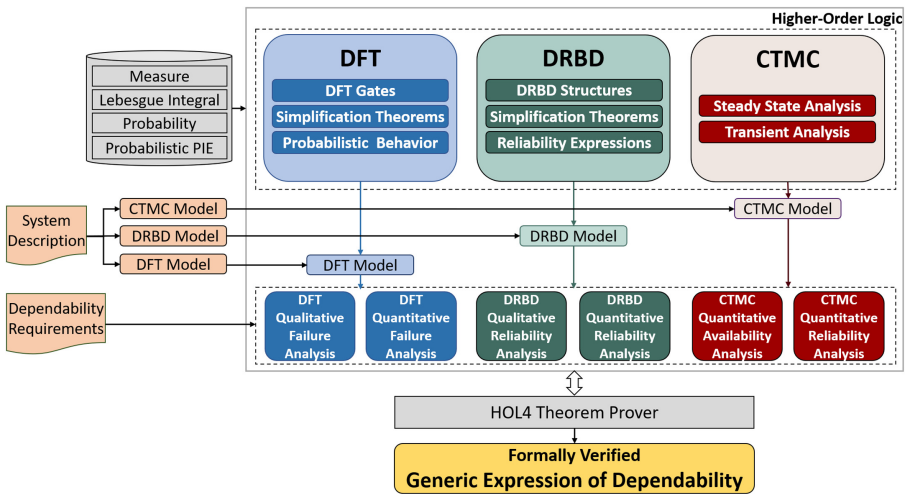 Higher-Order Logic
Measure
Lebesgue Integral
Probability
Probabilistic PIE
DFT
DFT Gates
Simplification Theorems
Probabilistic Behavior
DRBD
DRBD Structures
Simplification Theorems
Reliability Expressions
CTMC
Steady State Analysis
Transient Analysis
System
Description
CTMC Model
DRBD Model
DFT Model
CTMC Model
DRBD Model
DFT Model
Dependability
Requirements
DFT
Qualitative
Failure
Analysis
DFT
Quantitative
Failure
Analysis
DRBD
Qualitative
Reliability
Analysis
DRBD
Quantitative
Reliability
Analysis
CTMC
Quantitative
Availability
Analysis
CTMC
Quantitative
Reliability
Analysis
HOL4 Theorem Prover
Formally Verified
Generic Expression of Dependability